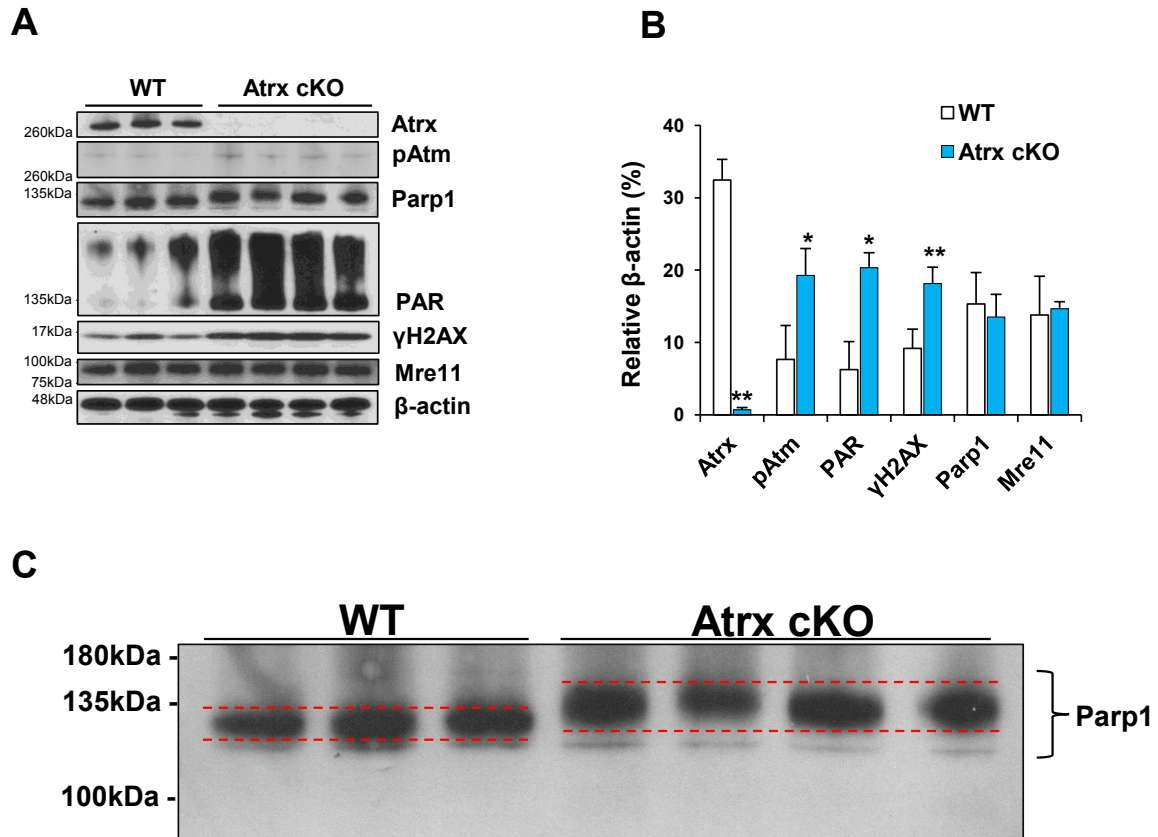 A
WT Atrx cKO
260kDa Atrx
pAtm
260kDa
135kDa Parp1
135kDa PAR
17kDa γH2AX
100kDa Mre11
75kDa
48kDa β-actin
B
WT
Atrx cKO
Relative β-actin (%)
40
30
20
10
0
**
*
*
**
Atrx pAtm PAR γH2AX Parp1 Mre11
C
WT Atrx cKO
180kDa -
135kDa -
Parp1
100kDa -